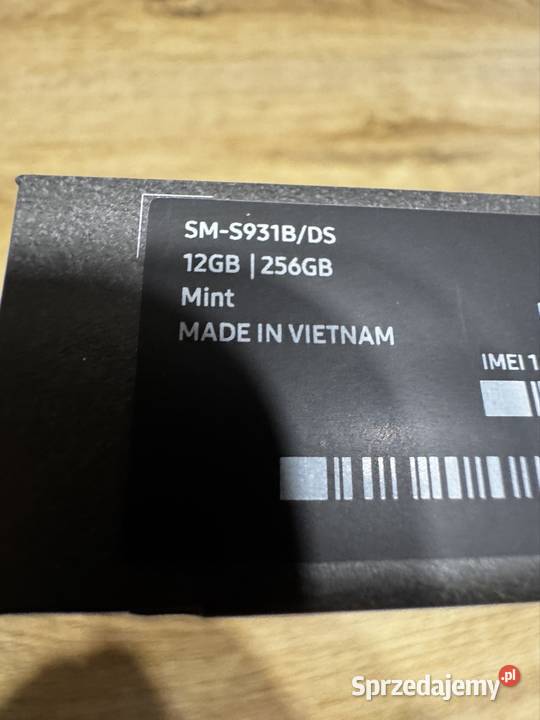 SM-S931B/DS
12GB | 256GB
Mint
MADE IN VIETNAM
IMEI 1
Sprzedajemy.pl